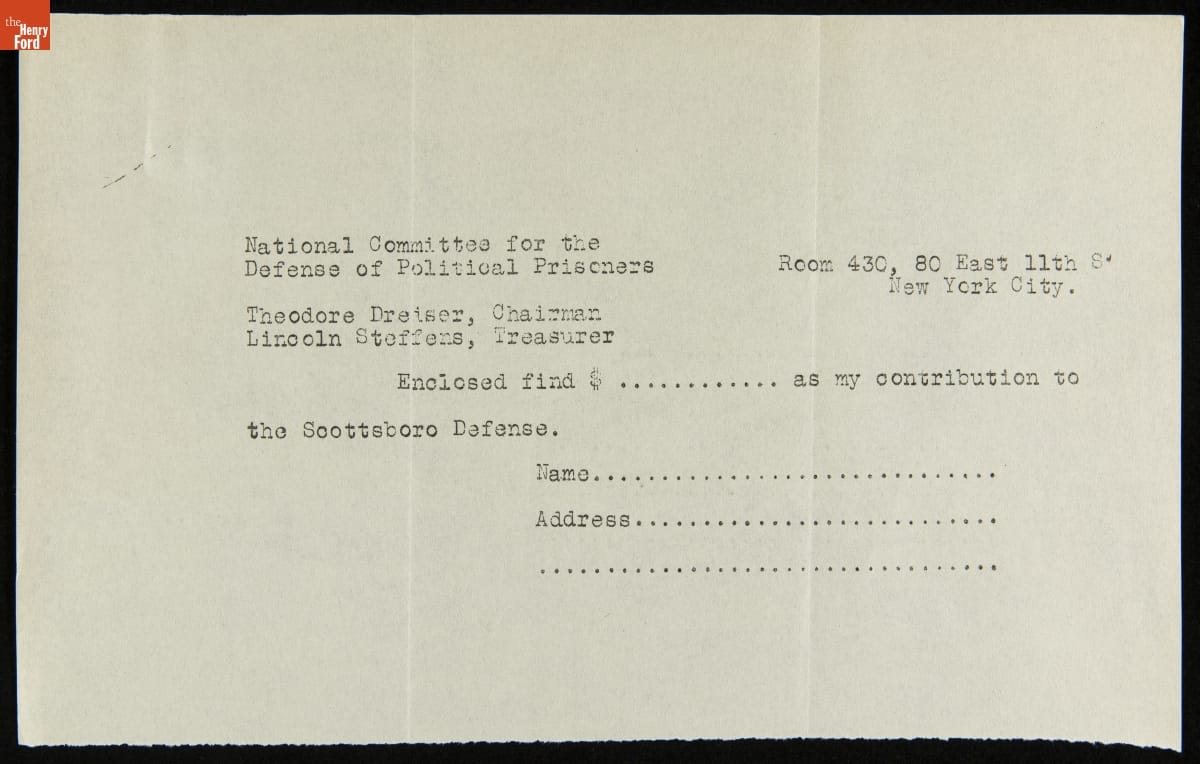 the
Henry
Ford
National Committee for the
Defense of Political Prisoners
Room 430, 80 East 11th S
New York City.
Theodore Dreiser, Chairman
Lincoln Steffens, Treasurer
Enclosed find $ ............ as my contribution to
the Scottsboro Defense.
Name..............................
Address...........................
..................................